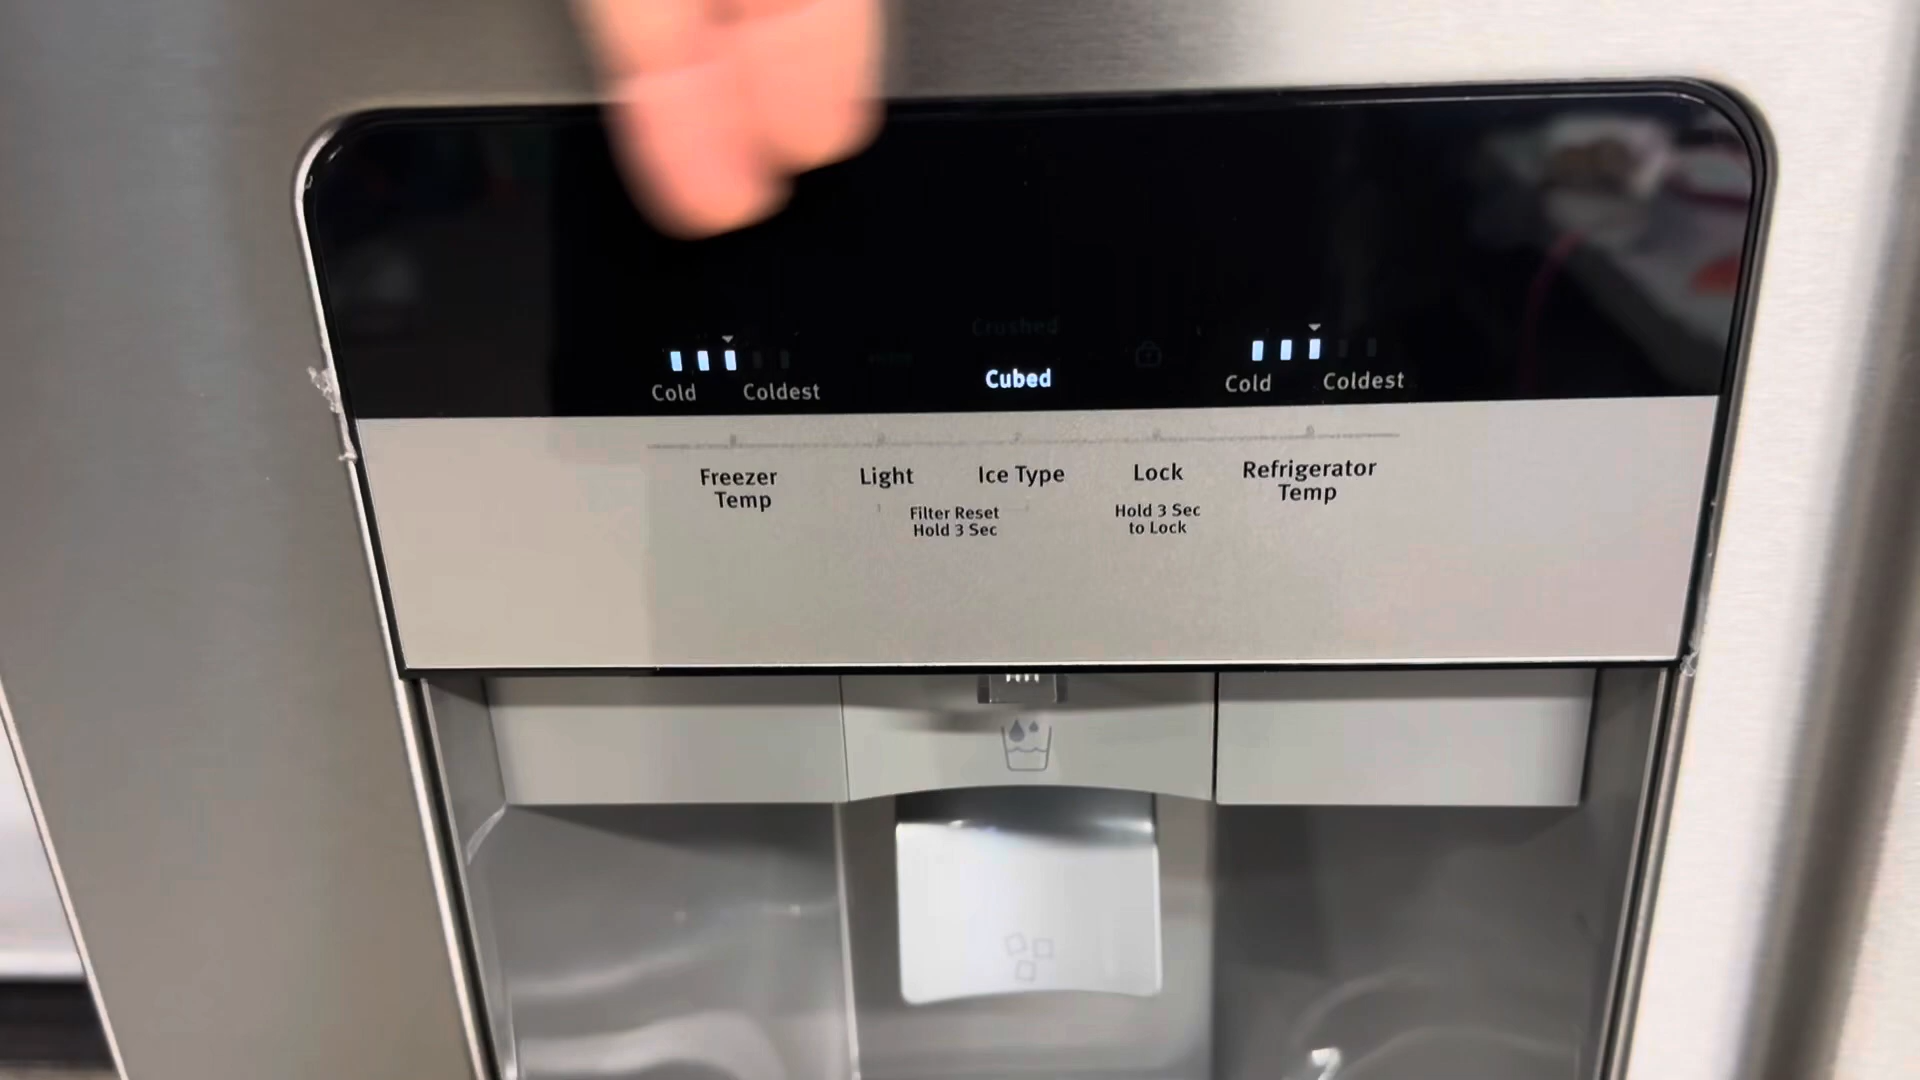 Crushed
Cubed
Cold Coldest
Cold Coldest
Freezer
Temp
Light
Ice Type
Filter Reset
Hold 3 Sec
Lock
Hold 3 Sec
to Lock
Refrigerator
Temp